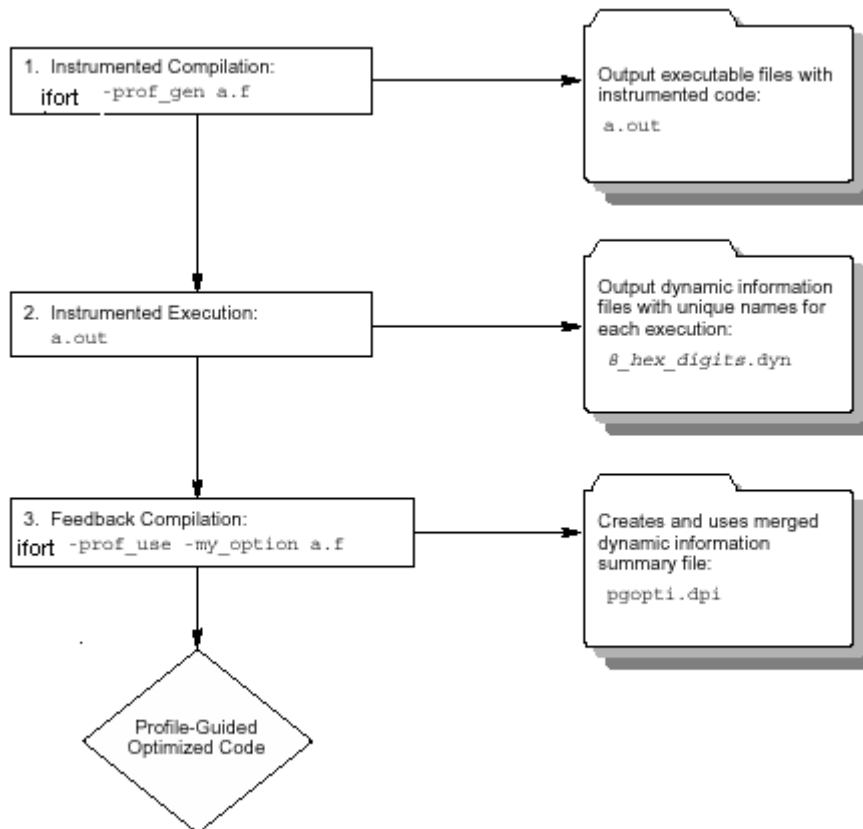 1. Instrumented Compilation:
ifort -prof_gen a.f
Output executable files with
instrumented code:
a.out
2. Instrumented Execution:
a.out
Output dynamic information
files with unique names for
each execution:
8_hex_digits.dyn
3. Feedback Compilation:
ifort -prof_use -my_option a.f
Creates and uses merged
dynamic information
summary file:
pgopti.dpi
Profile-Guided
Optimized Code